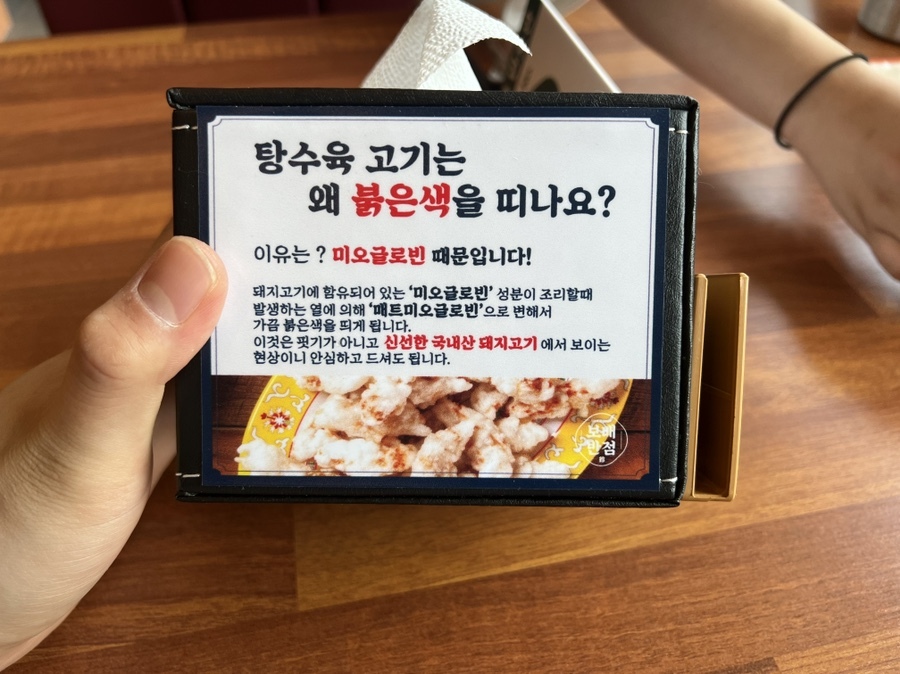 탕수육 고기는
왜 붉은색을 띠나요?
이유는 ? 미오글로빈 때문입니다!
돼지고기에 함유되어 있는 '미오글로빈' 성분이 조리할때
발생하는 열에 의해 '매트미오글로빈'으로 변해서
가끔 붉은색을 띄게 됩니다.
이것은 핏기가 아니고 신선한 국내산 돼지고기 에서 보이는
현상이니 안심하고 드셔도 됩니다.
보배
반점